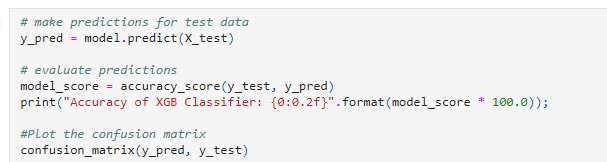 # make predictions for test data
y_pred = model.predict(X_test)
# evaluate predictions
model_score = accuracy_score(y_test, y_pred)
print("Accuracy of XGB Classifier: {0:0.2f}".format(model_score * 100.0));
#Plot the confusion matrix
confusion_matrix(y_pred, y_test)